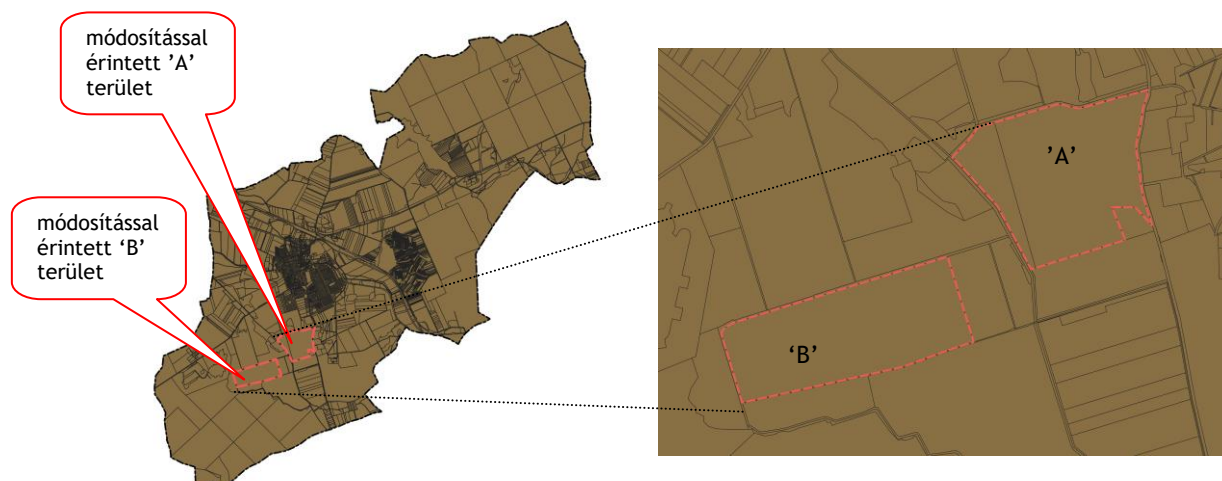 módosítással
érintett ’A’
terület
módosítással
érintett ‘B’
terület
’A’
‘B’